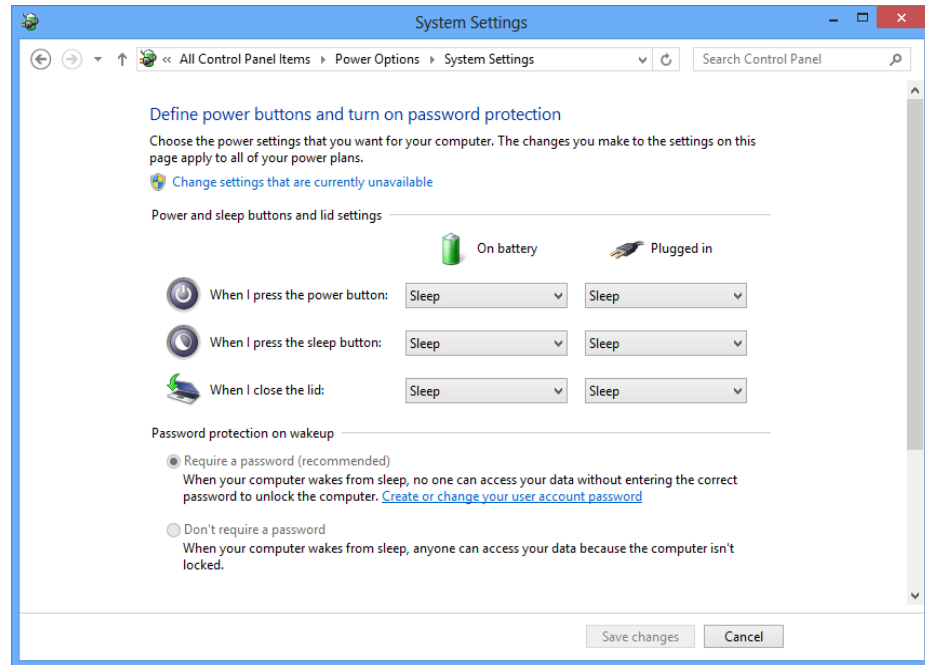 System Settings
« All Control Panel Items Power Options System Settings
Search Control Panel
Define power buttons and turn on password protection
Choose the power settings that you want for your computer. The changes you make to the settings on this
page apply to all of your power plans.
Change settings that are currently unavailable
Power and sleep buttons and lid settings
On battery Plugged in
When I press the power button: Sleep Sleep
When I press the sleep button: Sleep Sleep
When I close the lid: Sleep Sleep
Password protection on wakeup
Require a password (recommended)
When your computer wakes from sleep, no one can access your data without entering the correct
password to unlock the computer. Create or change your user account password
Don't require a password
When your computer wakes from sleep, anyone can access your data because the computer isn't
locked.
Save changes Cancel